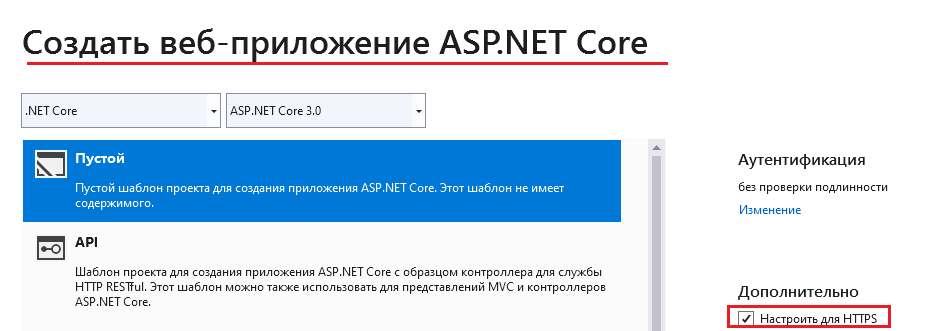 Создать веб-приложение ASP.NET Core
.NET Core
ASP.NET Core 3.0
Пустой
Пустой шаблон проекта для создания приложения ASP.NET Core. Этот шаблон не имеет
содержимого.
API
Шаблон проекта для создания приложения ASP.NET Core с образцом контроллера для службы
HTTP RESTful. Этот шаблон можно также использовать для представлений MVC и контроллеров
ASP.NET Core.
Аутентификация
без проверки подлинности
Изменение
Дополнительно
Настроить для HTTPS